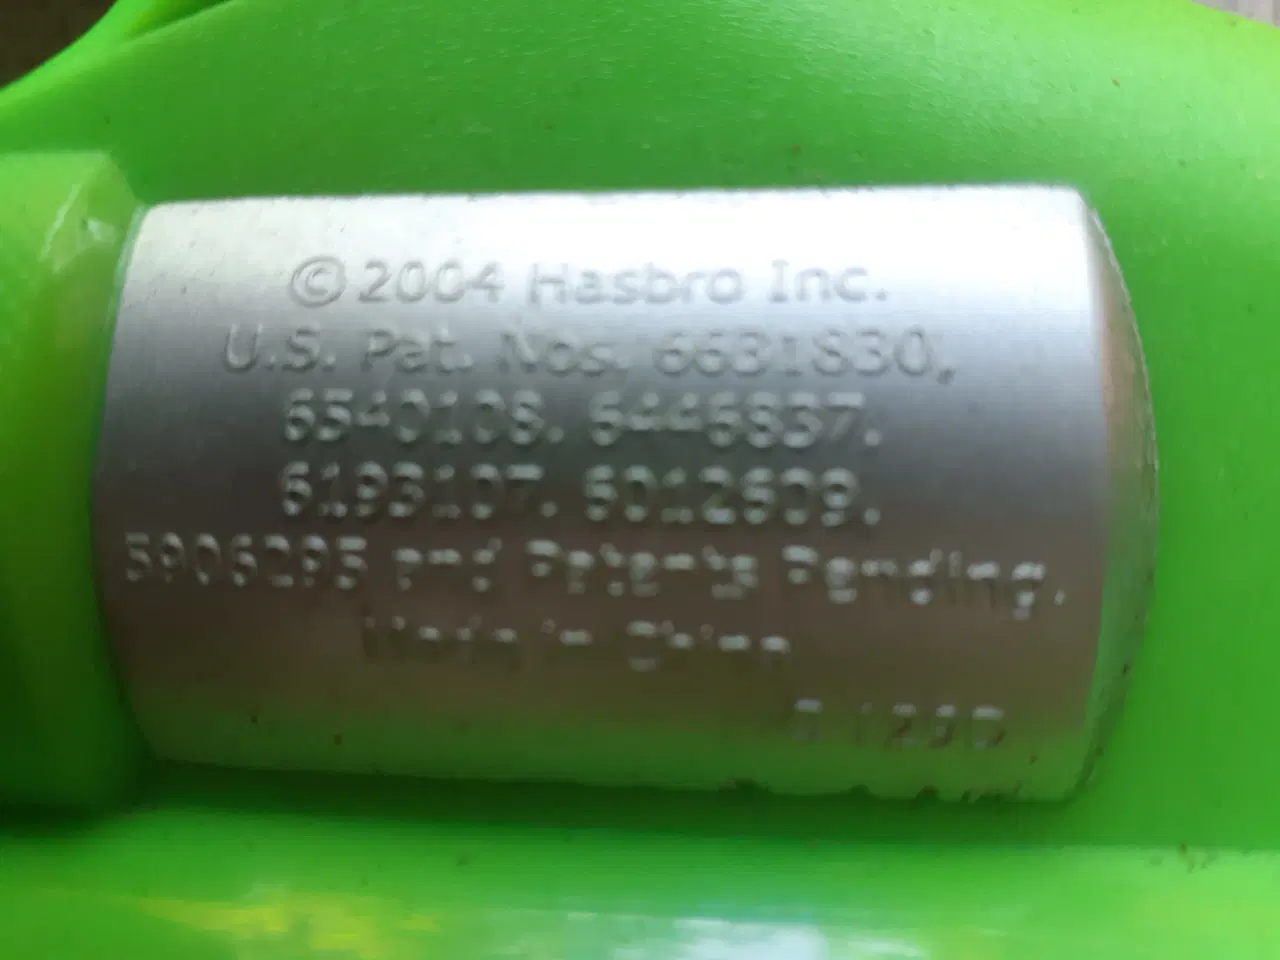 © 2004 Hasbro Inc.
U.S. Pat. Nos. 6631830,
6540108. 6446837.
6193107. 6012609.
5906295 and Patents Pending.
Made in China